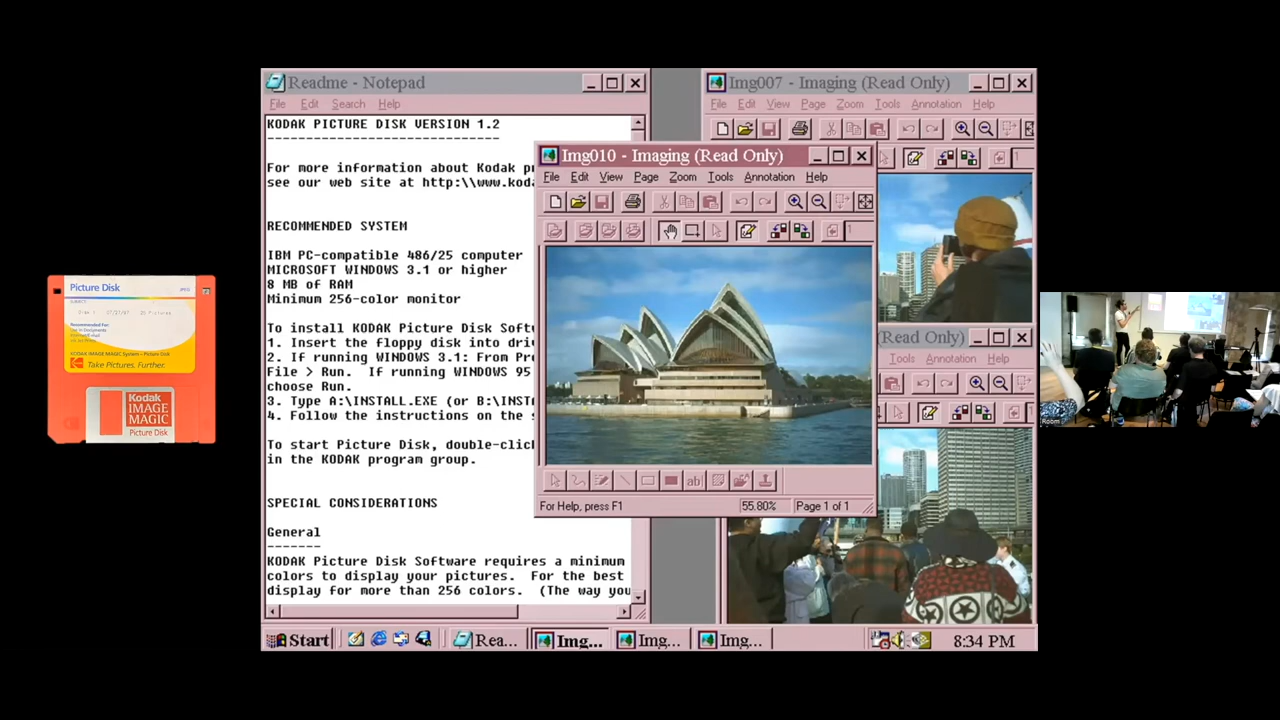 Picture Disk
JPEG
Recommended For:
KODAK IMAGE MAGIC System - Picture Disk
Kodak
Take Pictures. Further.
Kodak
IMAGE
MAGIC
Picture Disk
Readme - Notepad
File Edit Search Help
KODAK PICTURE DISK VERSION 1.2
For more information about Kodak
see our web site at http:\\www.
RECOMMENDED SYSTEM
IBM PC-compatible 486/25 computer
MICROSOFT WINDOWS 3.1 or higher
8 MB of RAM
Minimum 256-color monitor
To install KODAK Picture Disk
1. Insert the floppy disk into
2. If running WINDOWS 3.1: From
File > Run. If running WINDOWS 95
choose Run.
3. Type A:\INSTALL.EXE (or
4. Follow the instructions on the
To start Picture Disk,
in the KODAK program group.
SPECIAL CONSIDERATIONS
General
-------
KODAK Picture Disk Software requires a minimum
colors to display your pictures. For the best
display for more than 256 colors. (The way you
Img007 - Imaging (Read Only)
File Edit View Page Zoom Tools Annotation Help
1
Img010 - Imaging (Read Only)
File Edit View Page Zoom Tools Annotation Help
1
ab
For Help, press F1
55.80%
Page 1 of 1
(Read Only)
Tools Annotation Help
1
Start
Rea...
Img...
Img...
Img...
8:34 PM
Room